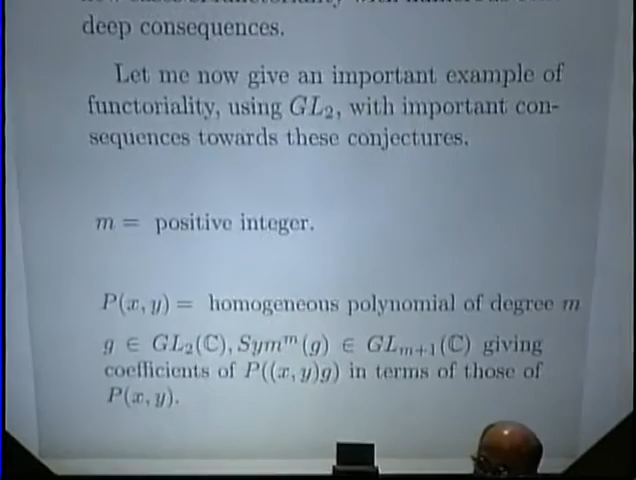 deep consequences.
Let me now give an important example of
functoriality, using GL₂, with important con-
sequences towards these conjectures.
m = positive integer.
P(x, y) = homogeneous polynomial of degree m
g ∈ GL₂(ℂ), Symᵐ(g) ∈ GLₘ₊₁(ℂ) giving
coefficients of P((x, y)g) in terms of those of
P(x, y).